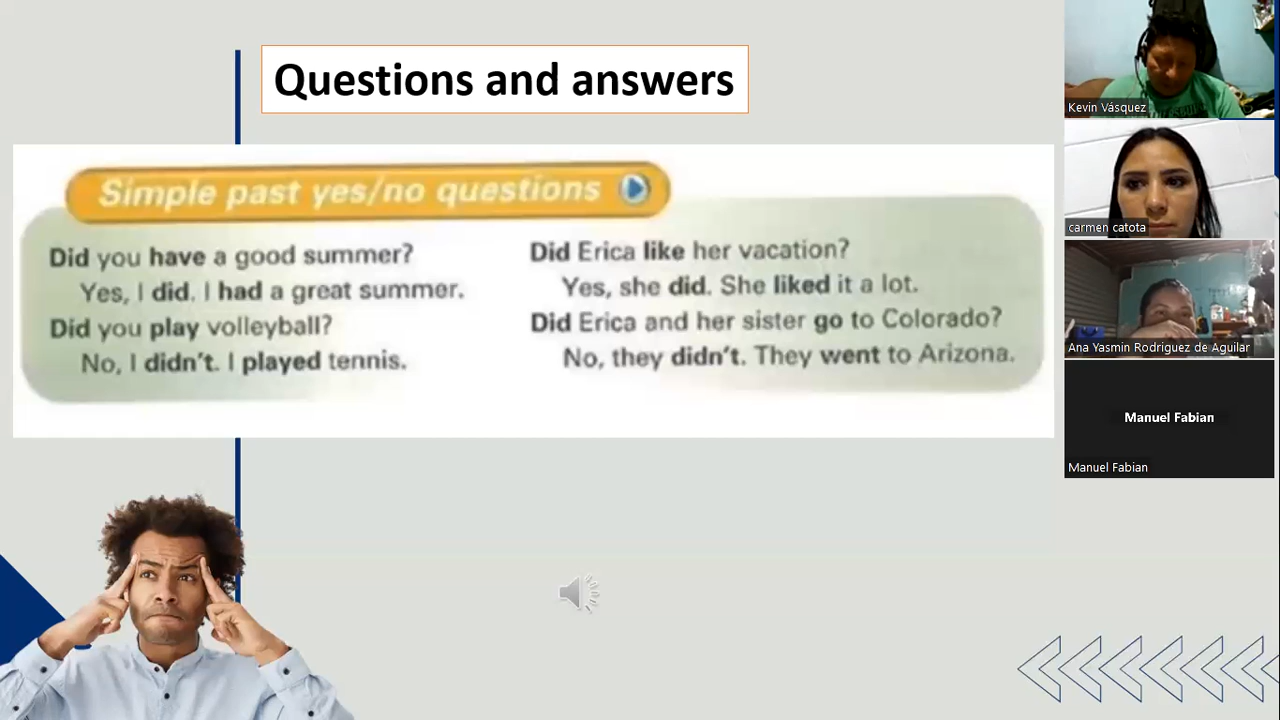 Questions and answers
Simple past yes/no questions
Did you have a good summer?
Yes, I did. I had a great summer.
Did you play volleyball?
No, I didn't. I played tennis.
Did Erica like her vacation?
Yes, she did. She liked it a lot.
Did Erica and her sister go to Colorado?
No, they didn't. They went to Arizona.
Kevin Vásquez
carmen catota
Ana Yasmin Rodriguez de Aguilar
Manuel Fabian
Manuel Fabian